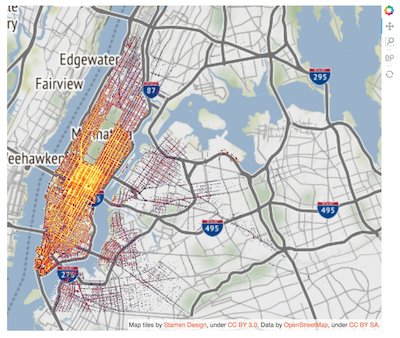 ry
Edgewater
87
295
Fairview
eehawken
495
495
278
Map tiles by Stamen Design, under CC BY 3.0. Data by OpenStreetMap, under CC BY SA.